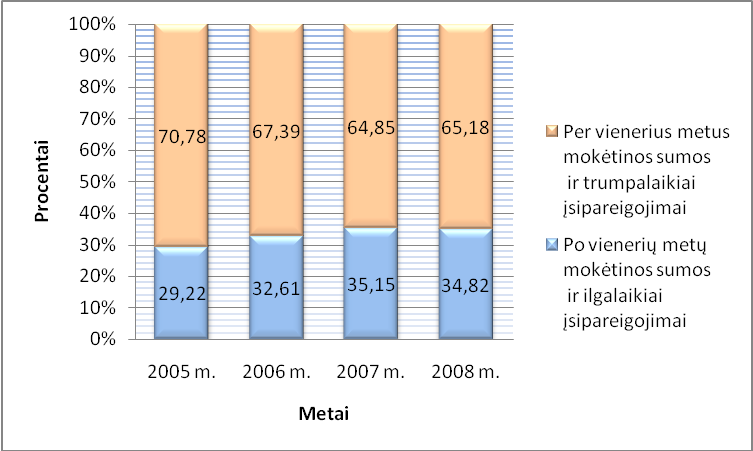 100%
90%
80%
70%
60%
50%
40%
30%
20%
10%
0%
Procentai
70,78
67,39
64,85
65,18
29,22
32,61
35,15
34,82
2005 m.
2006 m.
2007 m.
2008 m.
Metai
Per vienerius metus
mokėtinos sumos
ir trumpalaikiai
įsipareigojimai
Po vienerių metų
mokėtinos sumos
ir ilgalaikiai
įsipareigojimai